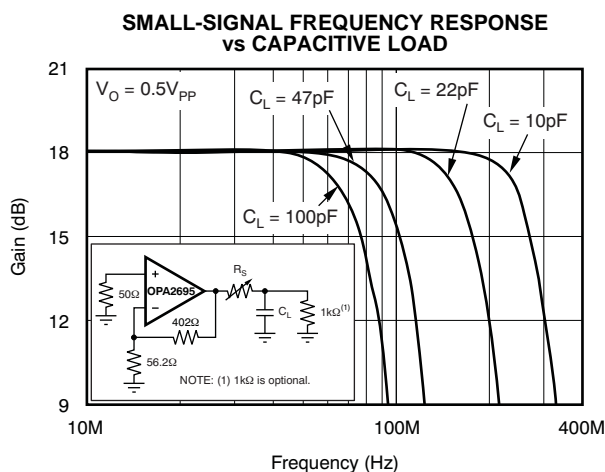 SMALL-SIGNAL FREQUENCY RESPONSE
vs CAPACITIVE LOAD
21
18
15
12
9
Gain (dB)
V_O = 0.5V_PP
C_L = 47pF
C_L = 22pF
C_L = 10pF
C_L = 100pF
+
OPA2695
−
50Ω
R_S
C_L
1kΩ(1)
402Ω
56.2Ω
NOTE: (1) 1kΩ is optional.
10M
100M
400M
Frequency (Hz)